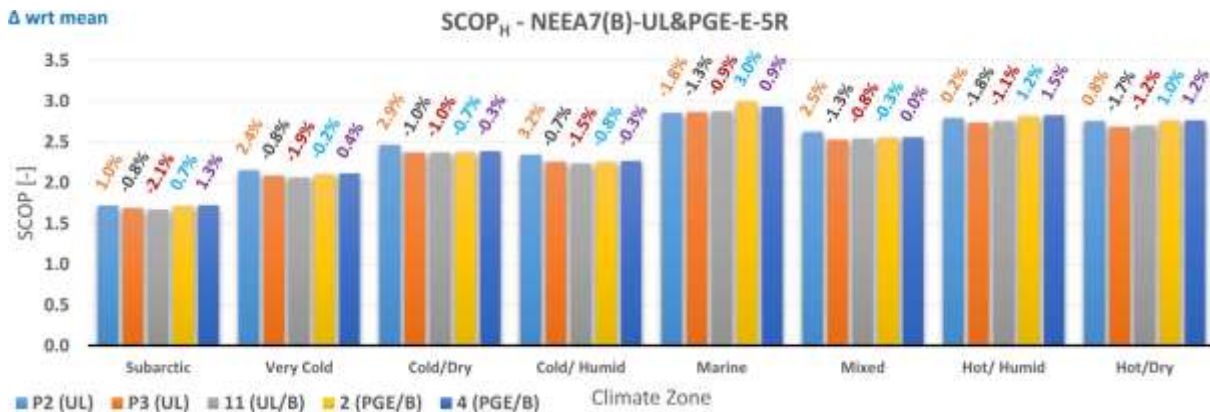 Δ wrt mean
SCOP_H - NEEA7(B)-UL&PGE-E-5R
SCOP [-]
3.5
3.0
2.5
2.0
1.5
1.0
0.5
0.0
1.0% -0.8% -2.1% 0.7% 1.3%
2.4% -0.8% -1.9% -0.2% 0.4%
2.9% -1.0% -1.0% -0.7% -0.3%
3.2% -0.7% -1.5% -0.8% -0.3%
-1.8% -1.3% -0.9% 3.0% 0.9%
2.5% -1.3% -0.8% -0.3% 0.0%
0.2% -1.8% -1.1% 1.2% 1.5%
0.8% -1.7% -1.2% 1.0% 1.2%
Subarctic Very Cold Cold/Dry Cold/ Humid Marine Mixed Hot/ Humid Hot/Dry
Climate Zone
P2 (UL) P3 (UL) 11 (UL/B) 2 (PGE/B) 4 (PGE/B)